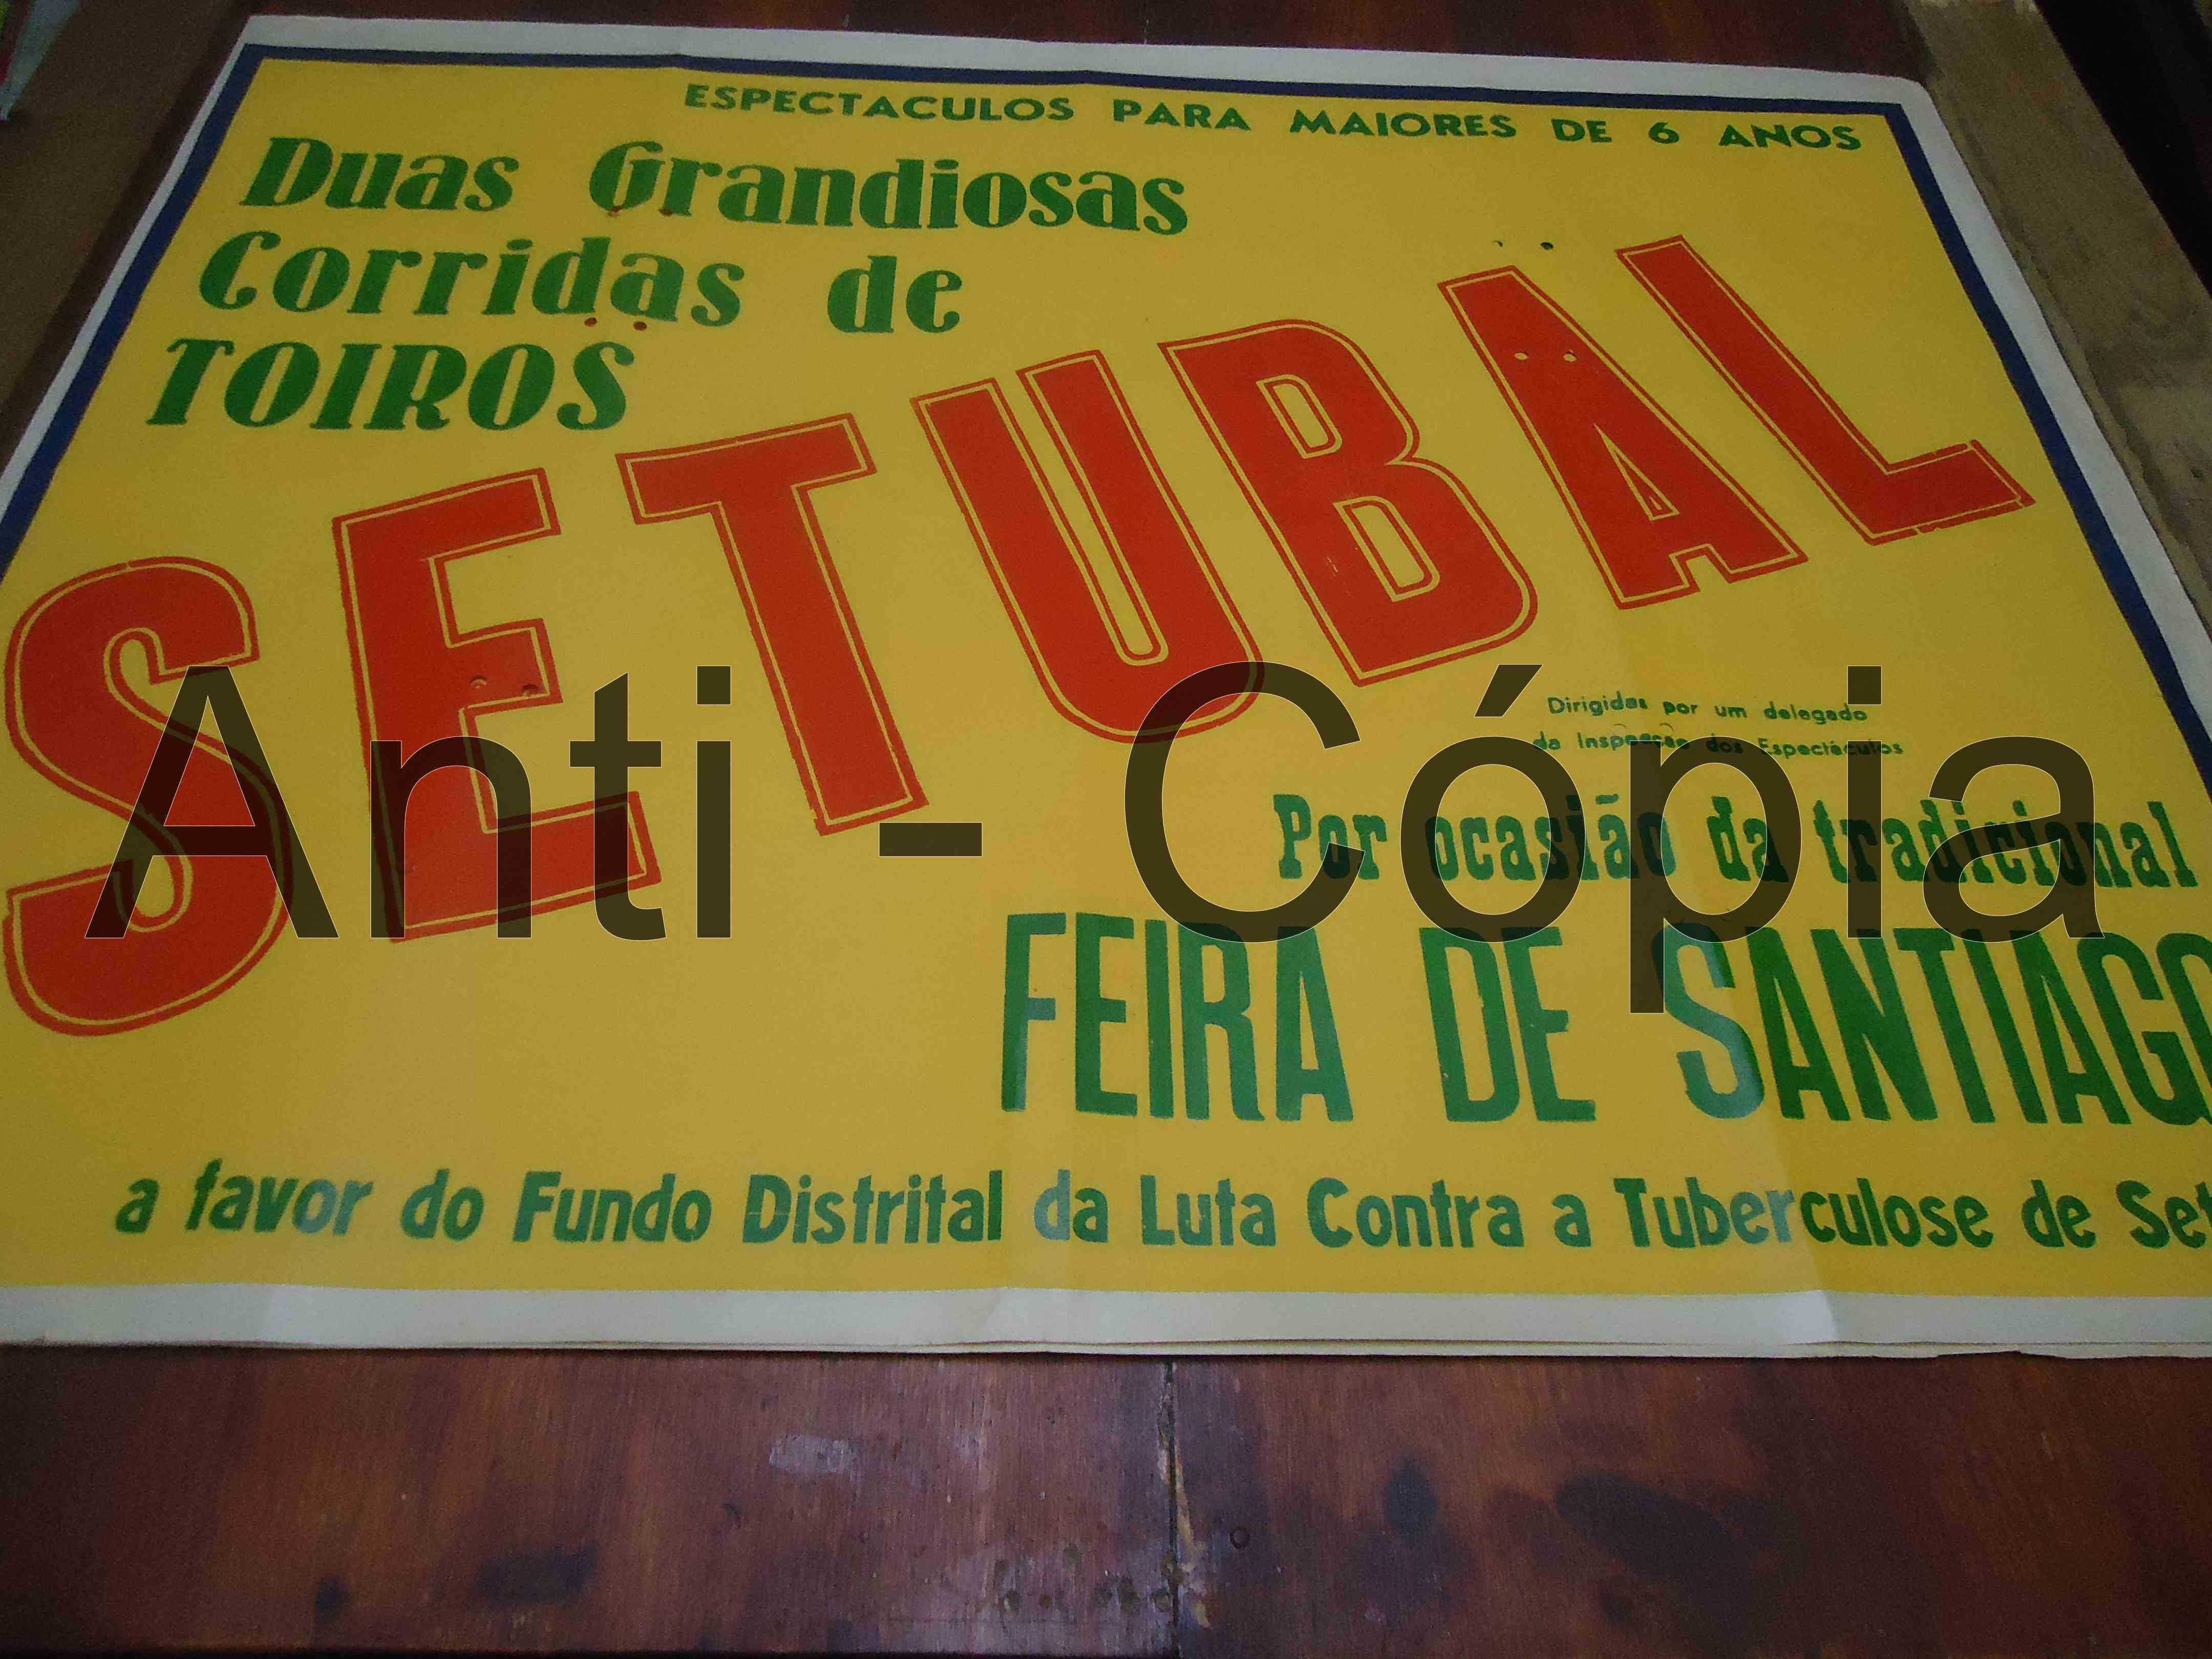 ESPECTACULOS PARA MAIORES DE 6 ANOS
Duas Grandiosas
Corridas de
TOIROS
SETUBAL
Dirigidas por um delegado
da Inspecção dos Espectáculos
Anti - Cópia
Por ocasião da tradicional
FEIRA DE SANTIAGO
a favor do Fundo Distrital da Luta Contra a Tuberculose de Set